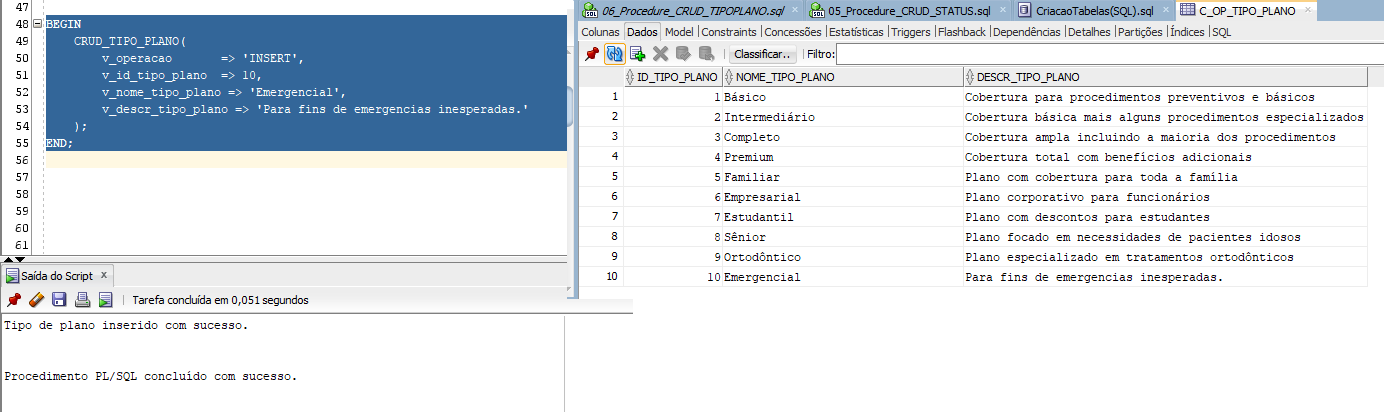 47
48 BEGIN
49 CRUD_TIPO_PLANO(
50 v_operacao => 'INSERT',
51 v_id_tipo_plano => 10,
52 v_nome_tipo_plano => 'Emergencial',
53 v_descr_tipo_plano => 'Para fins de emergencias inesperadas.'
54 );
55 END;
56
57
58
59
60
61
Saída do Script x
Tarefa concluída em 0,051 segundos
Tipo de plano inserido com sucesso.
Procedimento PL/SQL concluído com sucesso.
06_Procedure_CRUD_TIPOPLANO.sql 05_Procedure_CRUD_STATUS.sql CriacaoTabelas(SQL).sql C_OP_TIPO_PLANO
Colunas Dados Model Constraints Concessões Estatísticas Triggers Flashback Dependências Detalhes Partições Índices SQL
Classificar.. Filtro:
ID_TIPO_PLANO NOME_TIPO_PLANO DESCR_TIPO_PLANO
1 1 Básico Cobertura para procedimentos preventivos e básicos
2 2 Intermediário Cobertura básica mais alguns procedimentos especializados
3 3 Completo Cobertura ampla incluindo a maioria dos procedimentos
4 4 Premium Cobertura total com benefícios adicionais
5 5 Familiar Plano com cobertura para toda a família
6 6 Empresarial Plano corporativo para funcionários
7 7 Estudantil Plano com descontos para estudantes
8 8 Sênior Plano focado em necessidades de pacientes idosos
9 9 Ortodôntico Plano especializado em tratamentos ortodônticos
10 10 Emergencial Para fins de emergencias inesperadas.